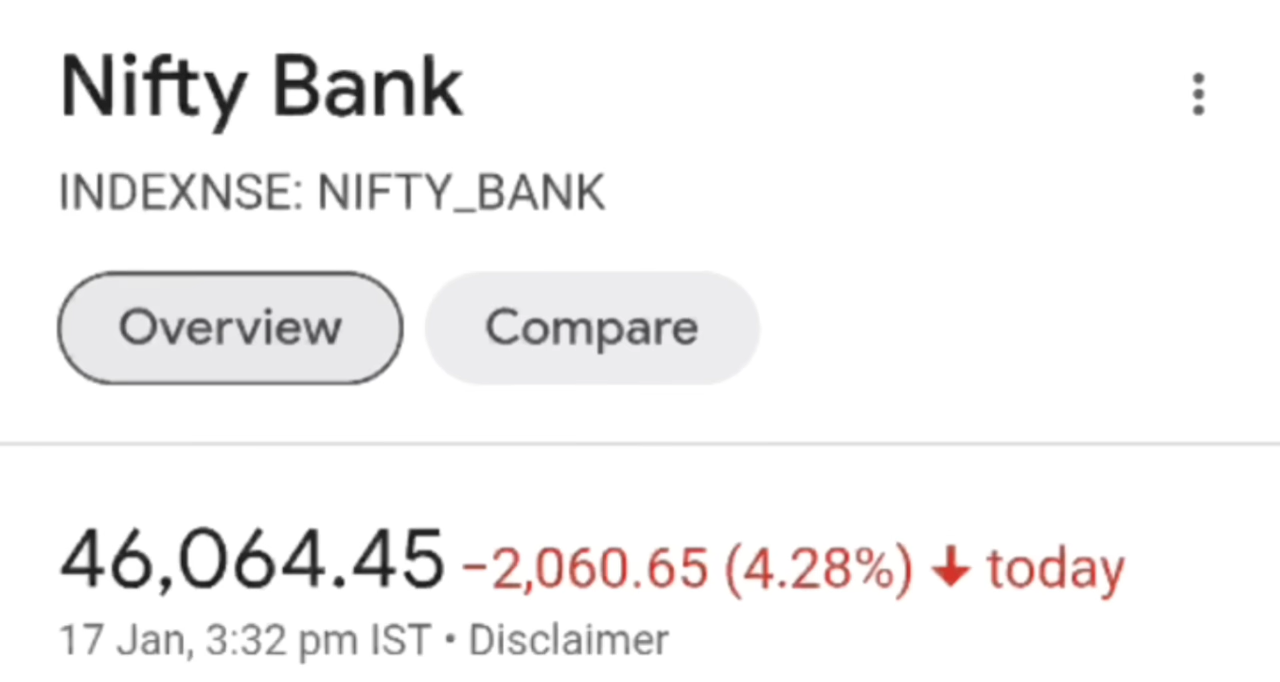 Nifty Bank
INDEXNSE: NIFTY_BANK
Overview Compare
46,064.45 −2,060.65 (4.28%) ↓ today
17 Jan, 3:32 pm IST • Disclaimer